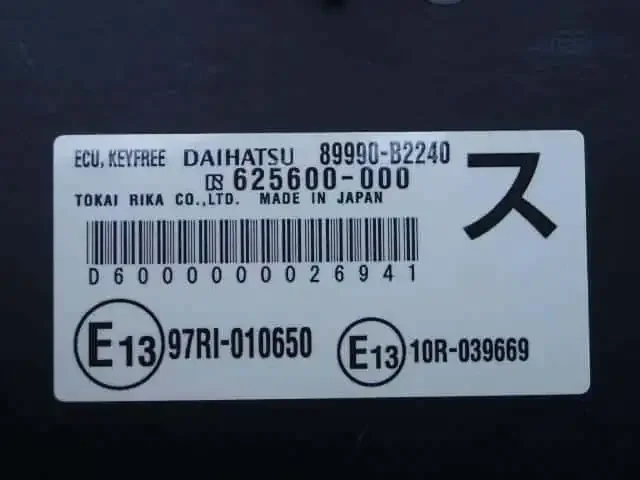 ECU, KEYFREE DAIHATSU 89990-B2240
625600-000
TOKAI RIKA CO.,LTD. MADE IN JAPAN
ス
D6000000026941
E13 97RI-010650 E13 10R-039669